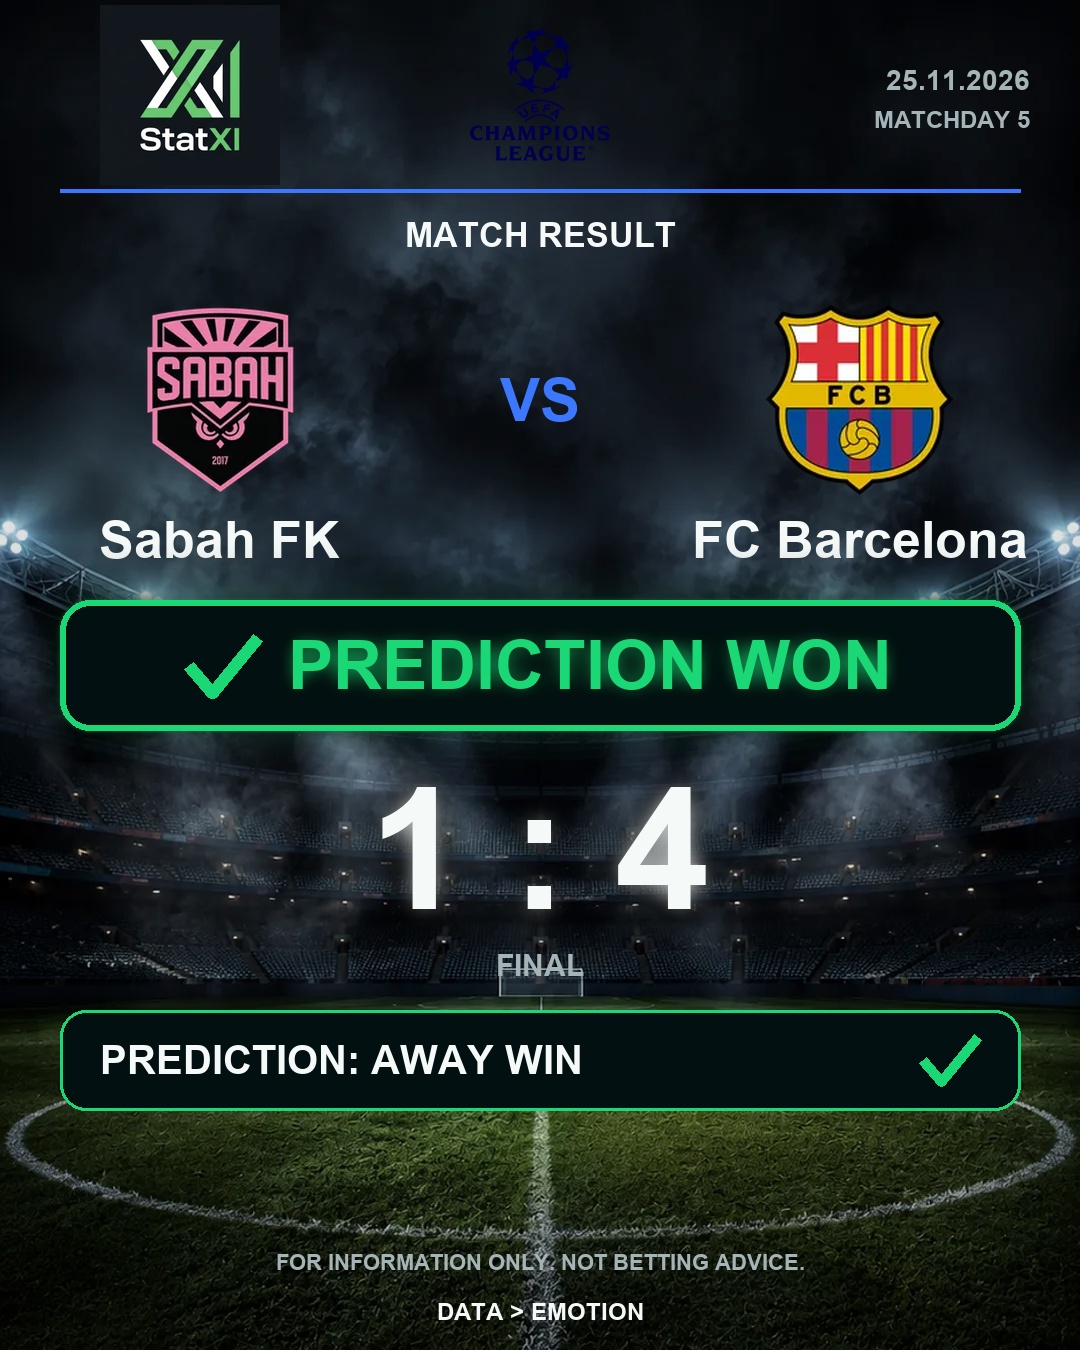 StatXI
UEFA
CHAMPIONS
LEAGUE
25.11.2026
MATCHDAY 5
MATCH RESULT
SABAH
2017
VS
FCB
Sabah FK
FC Barcelona
PREDICTION WON
1 : 4
FINAL
PREDICTION: AWAY WIN
FOR INFORMATION ONLY. NOT BETTING ADVICE.
DATA > EMOTION